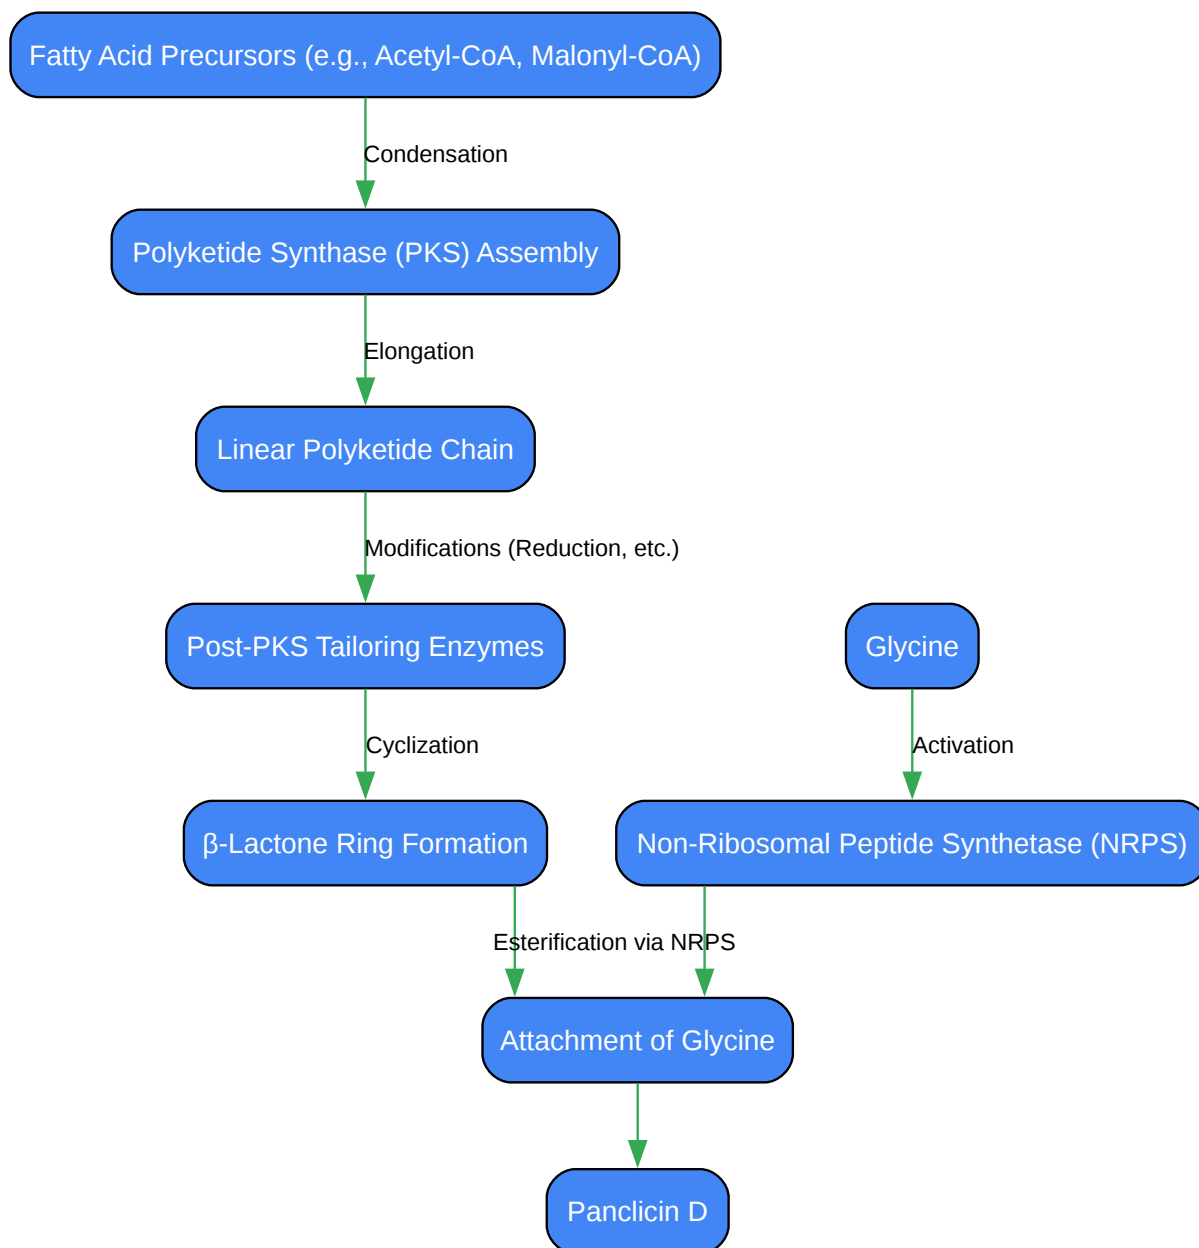 Fatty Acid Precursors (e.g., Acetyl-CoA, Malonyl-CoA)
Condensation
Polyketide Synthase (PKS) Assembly
Elongation
Linear Polyketide Chain
Modifications (Reduction, etc.)
Post-PKS Tailoring Enzymes
Glycine
Cyclization
Activation
β-Lactone Ring Formation
Non-Ribosomal Peptide Synthetase (NRPS)
Esterification via NRPS
Attachment of Glycine
Panclicin D